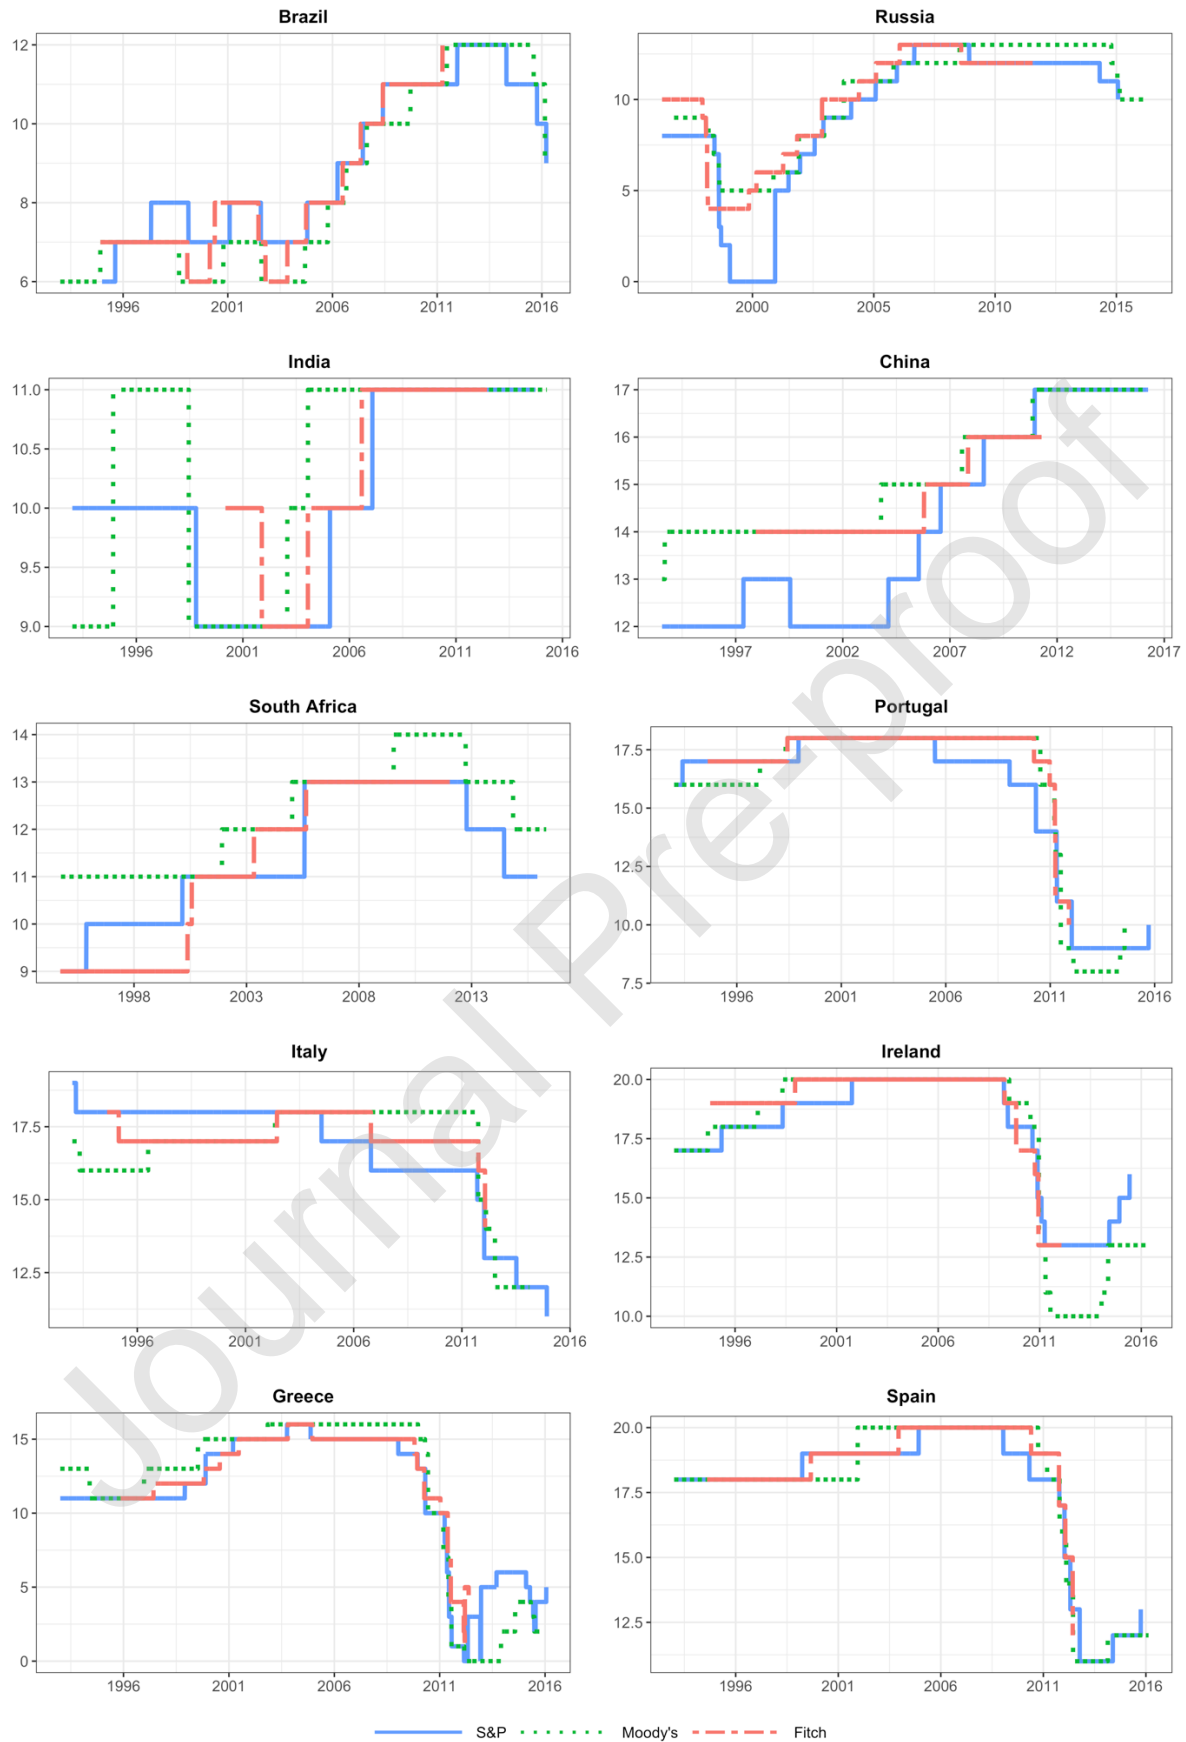 Brazil Russia
12
10
8
6
10
5
0
1996 2001 2006 2011 2016
2000 2005 2010 2015
India China
11.0
10.5
10.0
9.5
9.0
17
16
15
14
13
12
1996 2001 2006 2011 2016
1997 2002 2007 2012 2017
South Africa Portugal
14
13
12
11
10
9
17.5
15.0
12.5
10.0
7.5
1998 2003 2008 2013
1996 2001 2006 2011 2016
Italy Ireland
17.5
15.0
12.5
20.0
17.5
15.0
12.5
10.0
1996 2001 2006 2011 2016
1996 2001 2006 2011 2016
Greece Spain
15
10
5
0
20.0
17.5
15.0
12.5
1996 2001 2006 2011 2016
1996 2001 2006 2011 2016
S&P Moody's Fitch
Journal Pre-proof